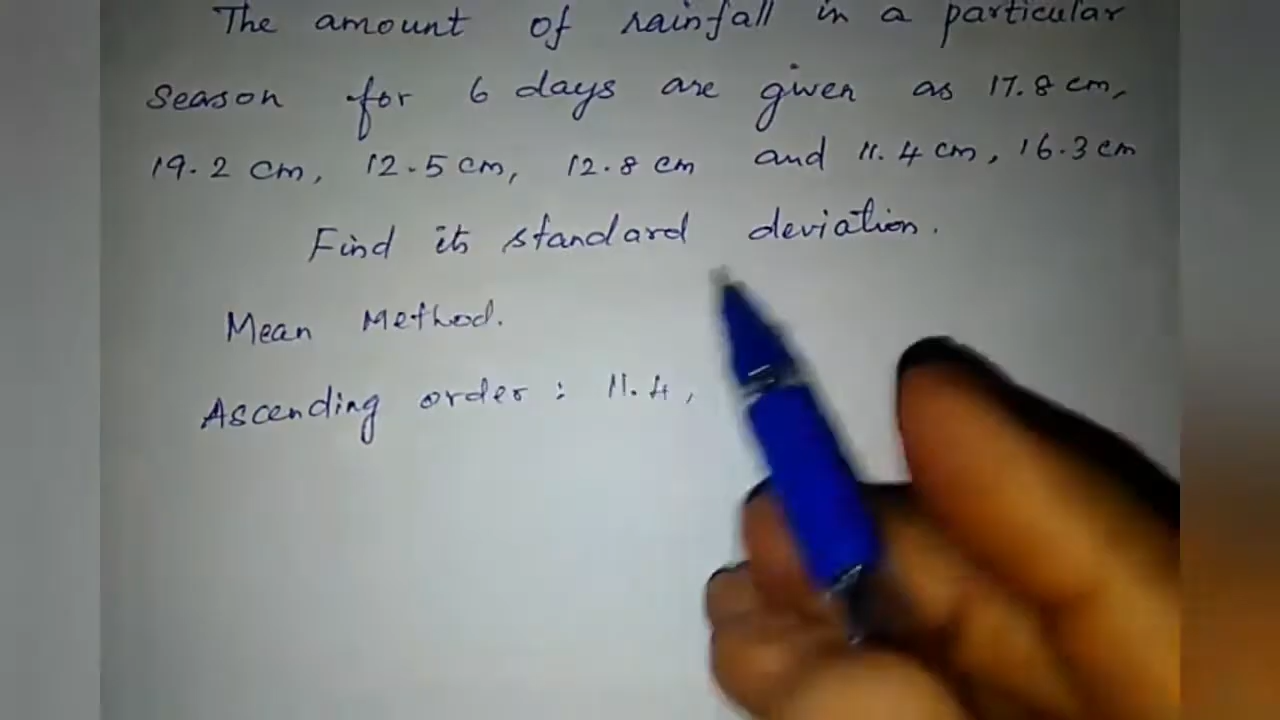 The amount of rainfall in a particular
season for 6 days are given as 17.8 cm,
19.2 cm, 12.5 cm, 12.8 cm and 11.4 cm, 16.3 cm
Find its standard deviation.
Mean Method.
Ascending order : 11.4,